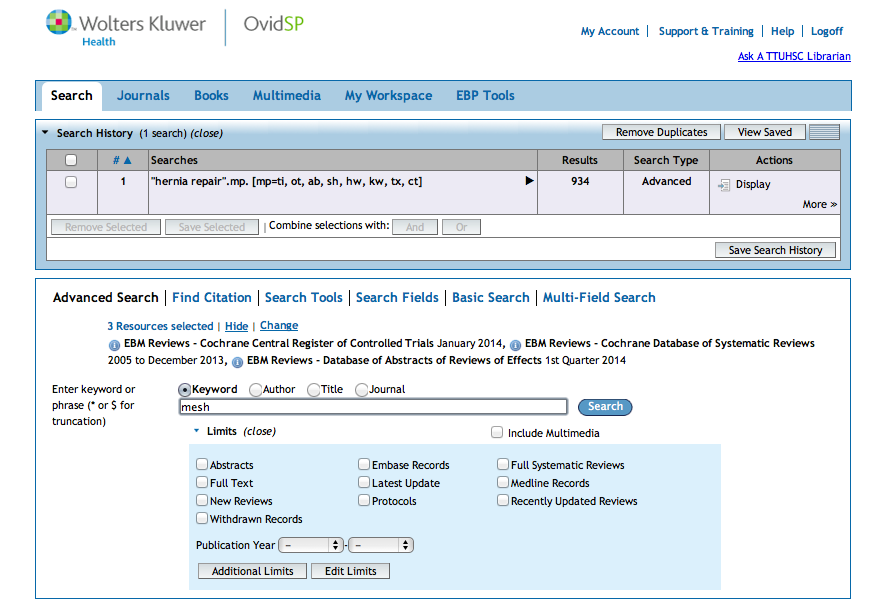 Wolters Kluwer OvidSP
Health
My Account | Support & Training | Help | Logoff
Ask A TTUHSC Librarian
Search Journals Books Multimedia My Workspace EBP Tools
Search History (1 search) (close) Remove Duplicates View Saved
# ▲ Searches Results Search Type Actions
1 "hernia repair".mp. [mp=ti, ot, ab, sh, hw, kw, tx, ct] 934 Advanced Display
More »
Remove Selected Save Selected | Combine selections with: And Or
Save Search History
Advanced Search | Find Citation | Search Tools | Search Fields | Basic Search | Multi-Field Search
3 Resources selected | Hide | Change
EBM Reviews - Cochrane Central Register of Controlled Trials January 2014, EBM Reviews - Cochrane Database of Systematic Reviews
2005 to December 2013, EBM Reviews - Database of Abstracts of Reviews of Effects 1st Quarter 2014
Enter keyword or
phrase (* or $ for
truncation)
Keyword Author Title Journal
mesh Search
Limits (close) Include Multimedia
Abstracts Embase Records Full Systematic Reviews
Full Text Latest Update Medline Records
New Reviews Protocols Recently Updated Reviews
Withdrawn Records
Publication Year - - -
Additional Limits Edit Limits